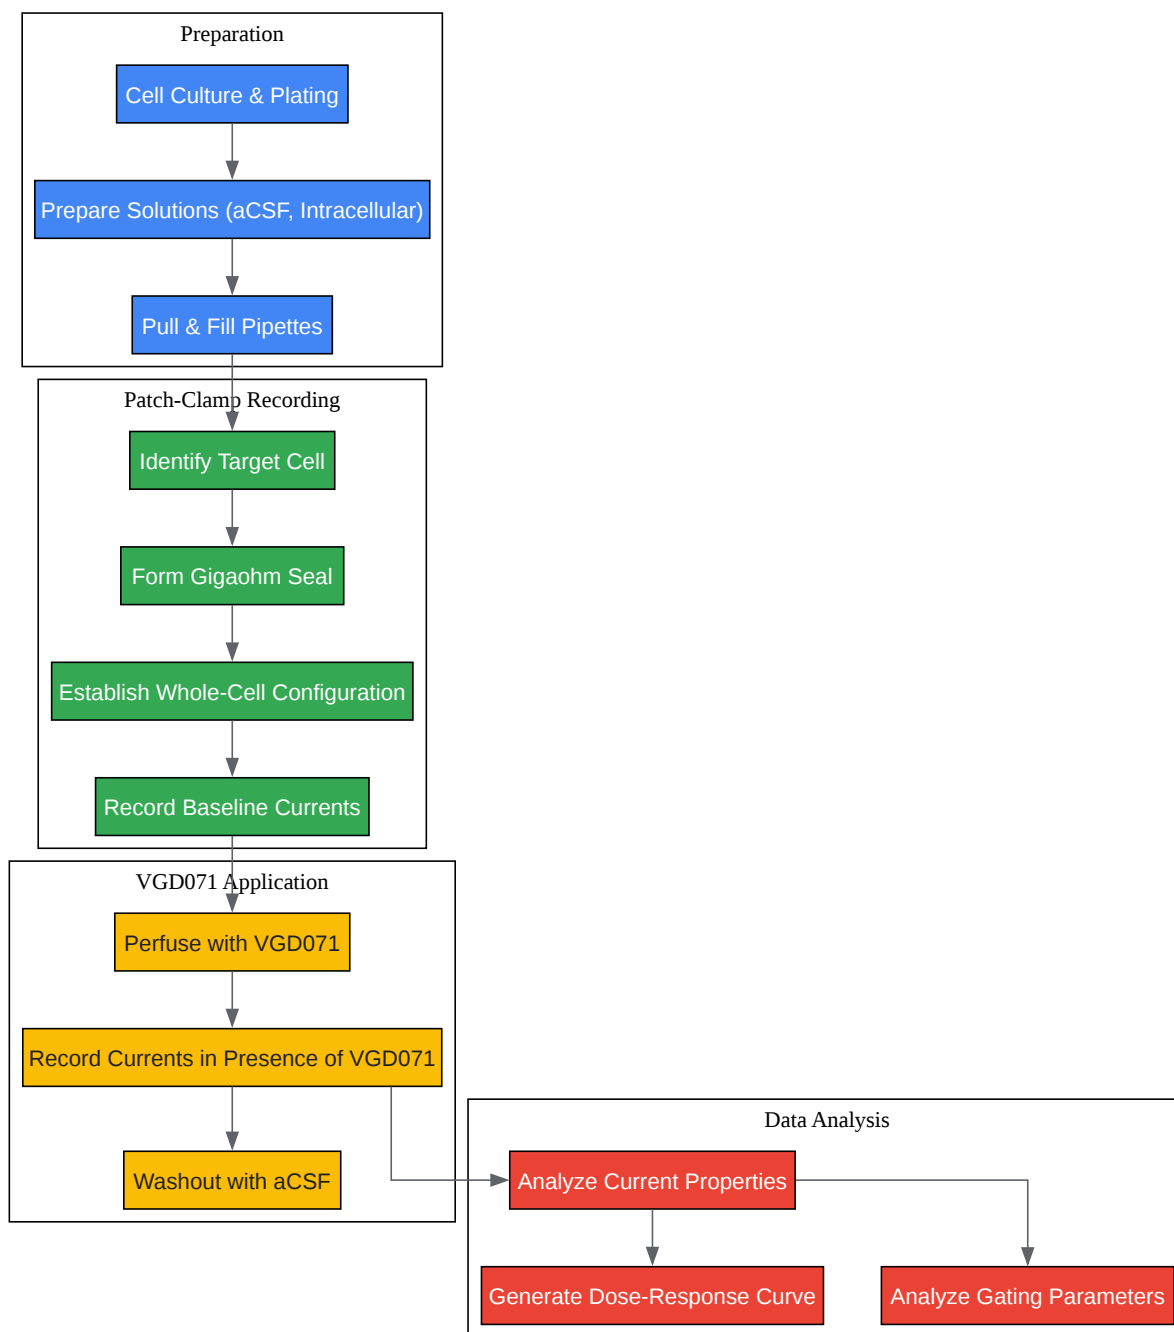 Preparation
Cell Culture & Plating
Prepare Solutions (aCSF, Intracellular)
Pull & Fill Pipettes
Patch-Clamp Recording
Identify Target Cell
Form Gigaohm Seal
Establish Whole-Cell Configuration
Record Baseline Currents
VGD071 Application
Perfuse with VGD071
Record Currents in Presence of VGD071
Washout with aCSF
Data Analysis
Analyze Current Properties
Generate Dose-Response Curve
Analyze Gating Parameters